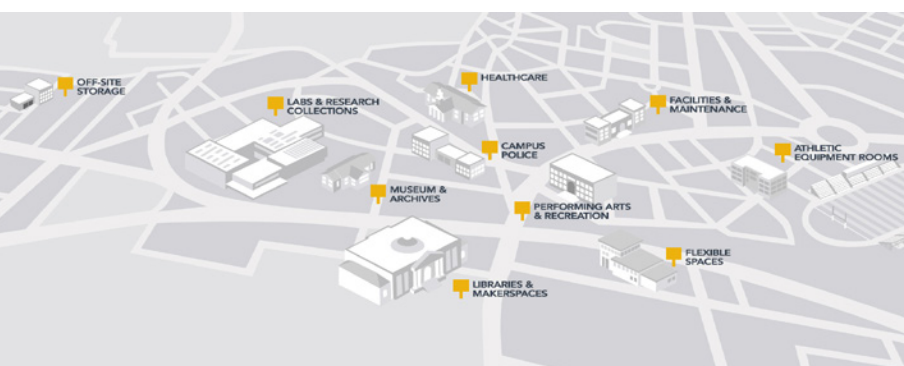 OFF-SITE
STORAGE
HEALTHCARE
LABS & RESEARCH
COLLECTIONS
FACILITIES &
MAINTENANCE
CAMPUS
POLICE
ATHLETIC
EQUIPMENT ROOMS
MUSEUM &
ARCHIVES
PERFORMING ARTS
& RECREATION
FLEXIBLE
SPACES
LIBRARIES &
MAKERSPACES